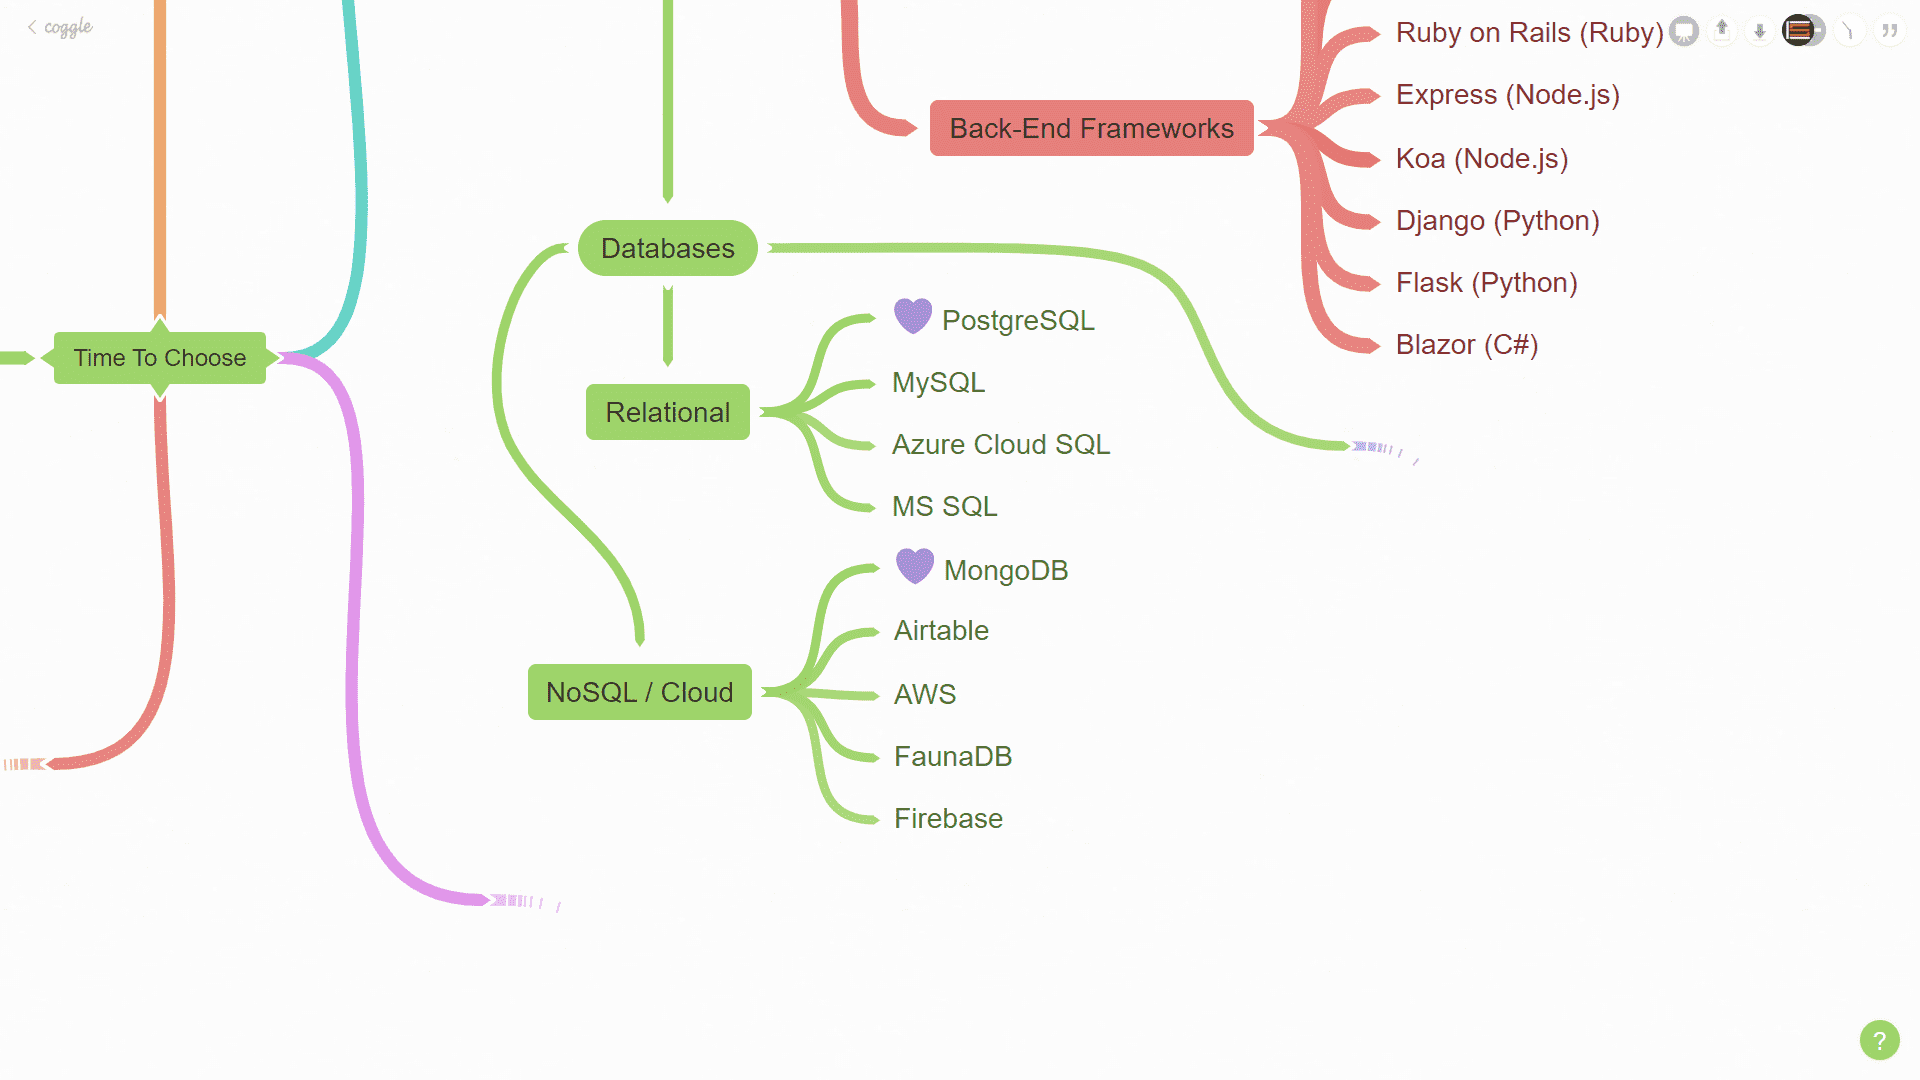 coggle
Ruby on Rails (Ruby)
Express (Node.js)
Back-End Frameworks
Koa (Node.js)
Django (Python)
Flask (Python)
Blazor (C#)
Databases
PostgreSQL
Time To Choose
MySQL
Relational
Azure Cloud SQL
MS SQL
MongoDB
Airtable
NoSQL / Cloud
AWS
FaunaDB
Firebase
?